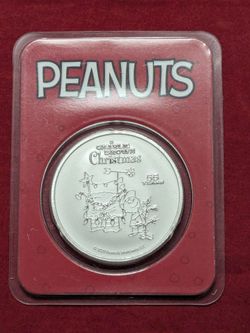 PEANUTS
A
CHARLIE
BROWN
Christmas
55
YEARS